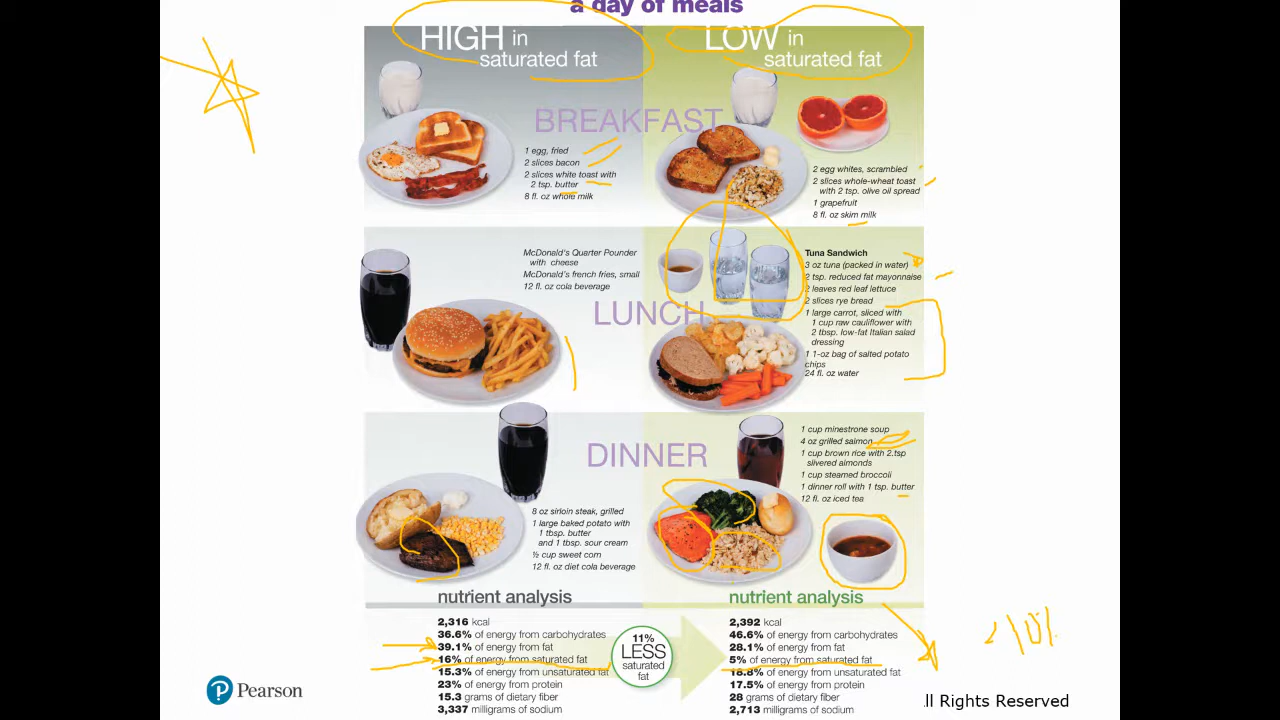 a day of meals
HIGH in
saturated fat
LOW in
saturated fat
BREAKFAST
1 egg, fried
2 slices bacon
2 slices white toast with
2 tsp. butter
8 fl. oz whole milk
2 egg whites, scrambled
2 slices whole-wheat toast
with 2 tsp. olive oil spread
1 grapefruit
8 fl. oz skim milk
LUNCH
McDonald's Quarter Pounder
with cheese
McDonald's french fries, small
12 fl. oz cola beverage
Tuna Sandwich
3 oz tuna (packed in water)
2 tsp. reduced fat mayonnaise
2 leaves red leaf lettuce
2 slices rye bread
1 large carrot, sliced with
1 cup raw cauliflower with
2 tbsp. low-fat Italian salad
dressing
1 1-oz bag of salted potato
chips
24 fl. oz water
DINNER
8 oz sirloin steak, grilled
1 large baked potato with
1 tbsp. butter
and 1 tbsp. sour cream
½ cup sweet corn
12 fl. oz diet cola beverage
1 cup minestrone soup
4 oz grilled salmon
1 cup brown rice with 2.tsp
slivered almonds
1 cup steamed broccoli
1 dinner roll with 1 tsp. butter
12 fl. oz iced tea
nutrient analysis
2,316 kcal
36.6% of energy from carbohydrates
39.1% of energy from fat
16% of energy from saturated fat
15.3% of energy from unsaturated fat
23% of energy from protein
15.3 grams of dietary fiber
3,337 milligrams of sodium
11%
LESS
saturated
fat
nutrient analysis
2,392 kcal
46.6% of energy from carbohydrates
28.1% of energy from fat
5% of energy from saturated fat
18.8% of energy from unsaturated fat
17.5% of energy from protein
28 grams of dietary fiber
2,713 milligrams of sodium
<10%
Pearson
ll Rights Reserved